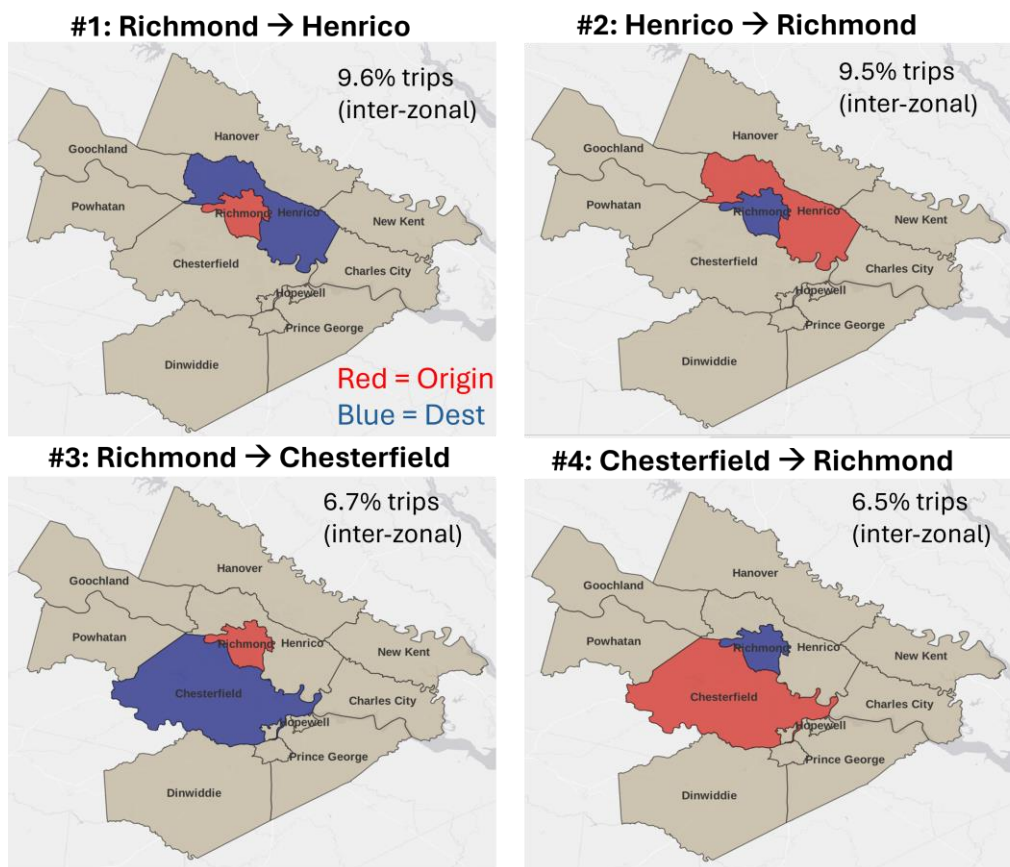 #1: Richmond → Henrico
9.6% trips
(inter-zonal)
Hanover
Goochland
Powhatan
Richmond
Henrico
New Kent
Chesterfield
Charles City
Hopewell
Prince George
Dinwiddie
Red = Origin
Blue = Dest
#2: Henrico → Richmond
9.5% trips
(inter-zonal)
Hanover
Goochland
Powhatan
Richmond
Henrico
New Kent
Chesterfield
Charles City
Hopewell
Prince George
Dinwiddie
#3: Richmond → Chesterfield
6.7% trips
(inter-zonal)
Hanover
Goochland
Powhatan
Richmond
Henrico
New Kent
Chesterfield
Charles City
Hopewell
Prince George
Dinwiddie
#4: Chesterfield → Richmond
6.5% trips
(inter-zonal)
Hanover
Goochland
Powhatan
Richmond
Henrico
New Kent
Chesterfield
Charles City
Hopewell
Prince George
Dinwiddie